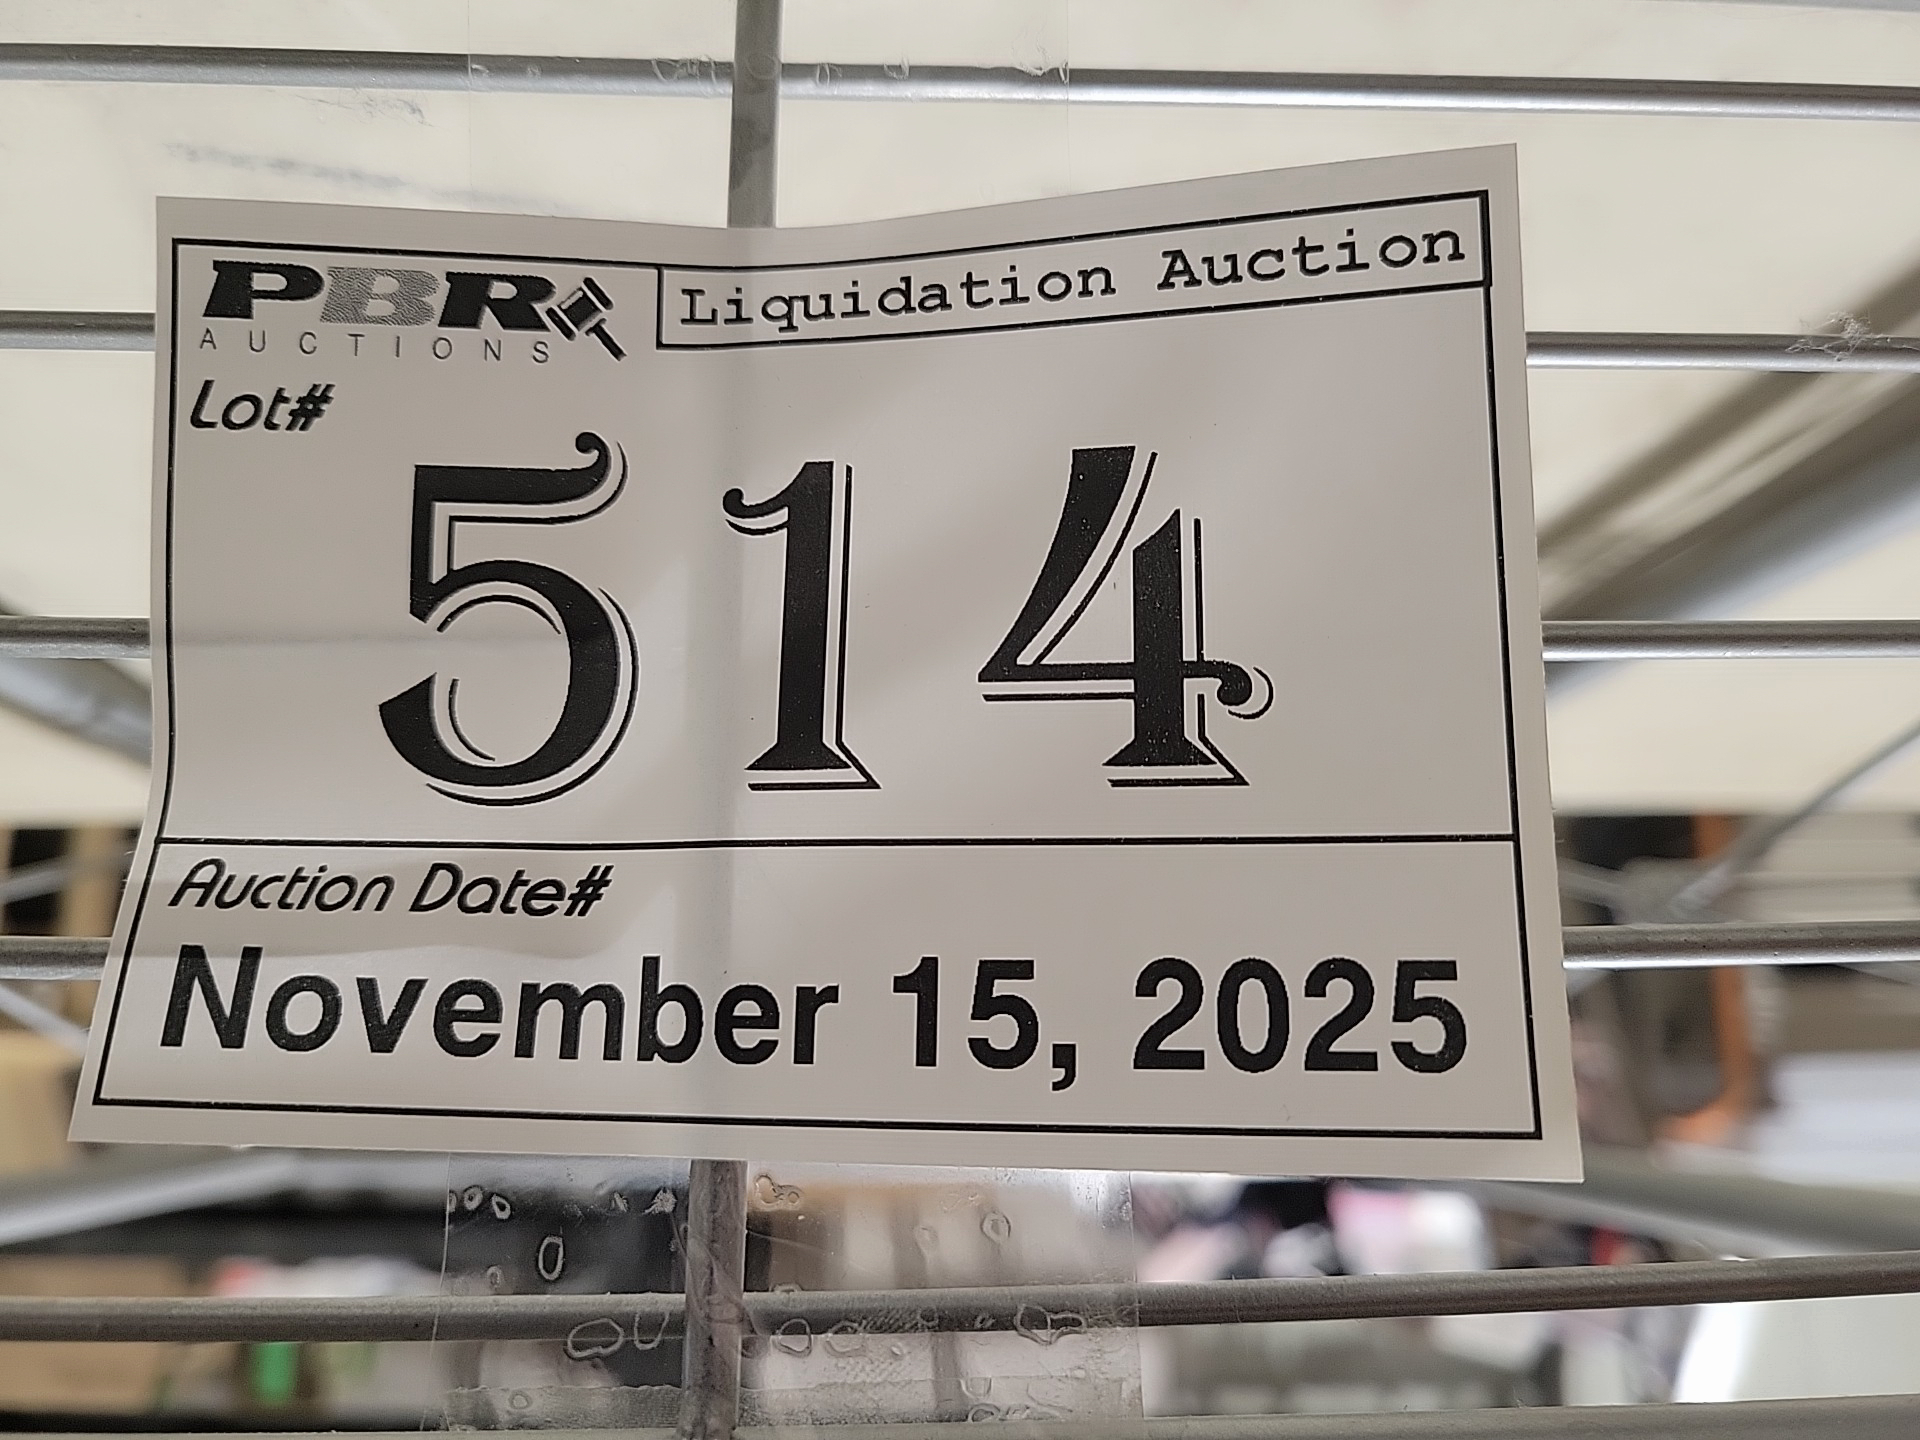 PBR
AUCTIONS
Liquidation Auction
Lot#
514
Auction Date#
November 15, 2025